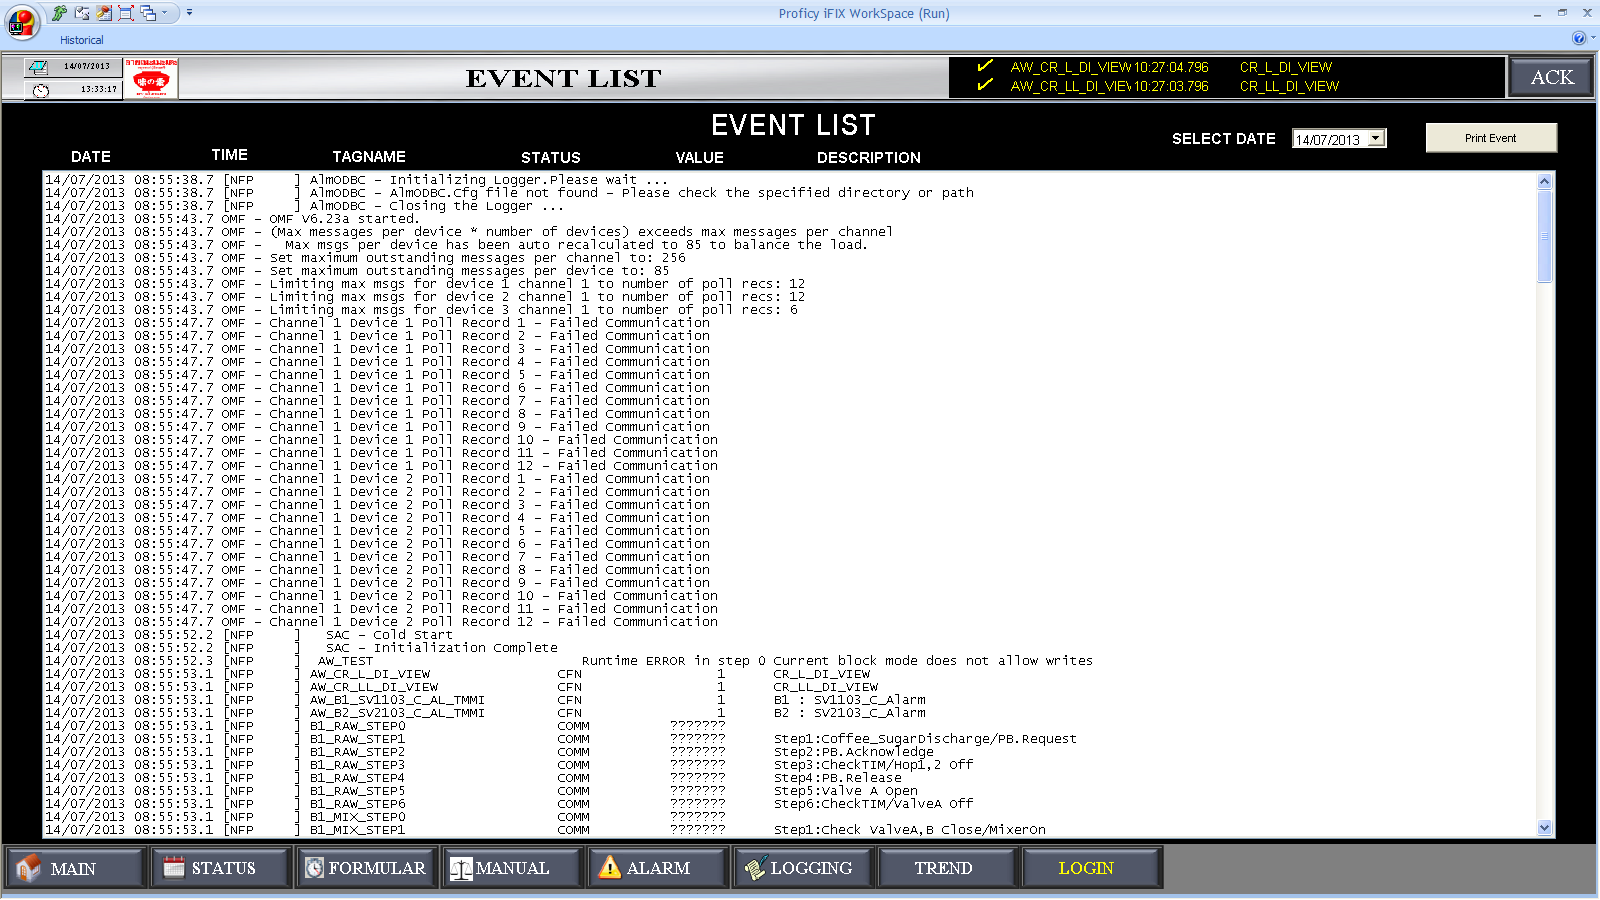 Proficy iFIX WorkSpace (Run)
Historical
14/07/2013
13:33:17
味の素
EVENT LIST
AW_CR_L_DI_VIEW 10:27:04.796 CR_L_DI_VIEW
AW_CR_LL_DI_VIE 10:27:03.796 CR_LL_DI_VIEW
ACK
EVENT LIST
SELECT DATE 14/07/2013 Print Event
DATE TIME TAGNAME STATUS VALUE DESCRIPTION
14/07/2013 08:55:38.7 [NFP ] AlmODBC - Initializing Logger.Please wait ...
14/07/2013 08:55:38.7 [NFP ] AlmODBC - AlmODBC.Cfg file not found - Please check the specified directory or path
14/07/2013 08:55:38.7 [NFP ] AlmODBC - Closing the Logger ...
14/07/2013 08:55:43.7 OMF - OMF V6.23a started.
14/07/2013 08:55:43.7 OMF - (Max messages per device * number of devices) exceeds max messages per channel
14/07/2013 08:55:43.7 OMF - Max msgs per device has been auto recalculated to 85 to balance the load.
14/07/2013 08:55:43.7 OMF - Set maximum outstanding messages per channel to: 256
14/07/2013 08:55:43.7 OMF - Set maximum outstanding messages per device to: 85
14/07/2013 08:55:43.7 OMF - Limiting max msgs for device 1 channel 1 to number of poll recs: 12
14/07/2013 08:55:43.7 OMF - Limiting max msgs for device 2 channel 1 to number of poll recs: 12
14/07/2013 08:55:43.7 OMF - Limiting max msgs for device 3 channel 1 to number of poll recs: 6
14/07/2013 08:55:47.7 OMF - Channel 1 Device 1 Poll Record 1 - Failed Communication
14/07/2013 08:55:47.7 OMF - Channel 1 Device 1 Poll Record 2 - Failed Communication
14/07/2013 08:55:47.7 OMF - Channel 1 Device 1 Poll Record 3 - Failed Communication
14/07/2013 08:55:47.7 OMF - Channel 1 Device 1 Poll Record 4 - Failed Communication
14/07/2013 08:55:47.7 OMF - Channel 1 Device 1 Poll Record 5 - Failed Communication
14/07/2013 08:55:47.7 OMF - Channel 1 Device 1 Poll Record 6 - Failed Communication
14/07/2013 08:55:47.7 OMF - Channel 1 Device 1 Poll Record 7 - Failed Communication
14/07/2013 08:55:47.7 OMF - Channel 1 Device 1 Poll Record 8 - Failed Communication
14/07/2013 08:55:47.7 OMF - Channel 1 Device 1 Poll Record 9 - Failed Communication
14/07/2013 08:55:47.7 OMF - Channel 1 Device 1 Poll Record 10 - Failed Communication
14/07/2013 08:55:47.7 OMF - Channel 1 Device 1 Poll Record 11 - Failed Communication
14/07/2013 08:55:47.7 OMF - Channel 1 Device 1 Poll Record 12 - Failed Communication
14/07/2013 08:55:47.7 OMF - Channel 1 Device 2 Poll Record 1 - Failed Communication
14/07/2013 08:55:47.7 OMF - Channel 1 Device 2 Poll Record 2 - Failed Communication
14/07/2013 08:55:47.7 OMF - Channel 1 Device 2 Poll Record 3 - Failed Communication
14/07/2013 08:55:47.7 OMF - Channel 1 Device 2 Poll Record 4 - Failed Communication
14/07/2013 08:55:47.7 OMF - Channel 1 Device 2 Poll Record 5 - Failed Communication
14/07/2013 08:55:47.7 OMF - Channel 1 Device 2 Poll Record 6 - Failed Communication
14/07/2013 08:55:47.7 OMF - Channel 1 Device 2 Poll Record 7 - Failed Communication
14/07/2013 08:55:47.7 OMF - Channel 1 Device 2 Poll Record 8 - Failed Communication
14/07/2013 08:55:47.7 OMF - Channel 1 Device 2 Poll Record 9 - Failed Communication
14/07/2013 08:55:47.7 OMF - Channel 1 Device 2 Poll Record 10 - Failed Communication
14/07/2013 08:55:47.7 OMF - Channel 1 Device 2 Poll Record 11 - Failed Communication
14/07/2013 08:55:47.7 OMF - Channel 1 Device 2 Poll Record 12 - Failed Communication
14/07/2013 08:55:52.2 [NFP ] SAC - Cold Start
14/07/2013 08:55:52.2 [NFP ] SAC - Initialization Complete
14/07/2013 08:55:52.3 [NFP ] AW_TEST Runtime ERROR in step 0 Current block mode does not allow writes
14/07/2013 08:55:53.1 [NFP ] AW_CR_L_DI_VIEW CFN 1 CR_L_DI_VIEW
14/07/2013 08:55:53.1 [NFP ] AW_CR_LL_DI_VIEW CFN 1 CR_LL_DI_VIEW
14/07/2013 08:55:53.1 [NFP ] AW_B1_SV1103_C_AL_TMMI CFN 1 B1 : SV1103_C_Alarm
14/07/2013 08:55:53.1 [NFP ] AW_B2_SV2103_C_AL_TMMI CFN 1 B2 : SV2103_C_Alarm
14/07/2013 08:55:53.1 [NFP ] B1_RAW_STEP0 COMM ???????
14/07/2013 08:55:53.1 [NFP ] B1_RAW_STEP1 COMM ??????? Step1:Coffee_SugarDischarge/PB.Request
14/07/2013 08:55:53.1 [NFP ] B1_RAW_STEP2 COMM ??????? Step2:PB.Acknowledge
14/07/2013 08:55:53.1 [NFP ] B1_RAW_STEP3 COMM ??????? Step3:CheckTIM/Hop1,2 Off
14/07/2013 08:55:53.1 [NFP ] B1_RAW_STEP4 COMM ??????? Step4:PB.Release
14/07/2013 08:55:53.1 [NFP ] B1_RAW_STEP5 COMM ??????? Step5:Valve A Open
14/07/2013 08:55:53.1 [NFP ] B1_RAW_STEP6 COMM ??????? Step6:CheckTIM/ValveA Off
14/07/2013 08:55:53.1 [NFP ] B1_MIX_STEP0 COMM ???????
14/07/2013 08:55:53.1 [NFP ] B1_MIX_STEP1 COMM ??????? Step1:Check ValveA,B Close/MixerOn
MAIN STATUS FORMULAR MANUAL ALARM LOGGING TREND LOGIN